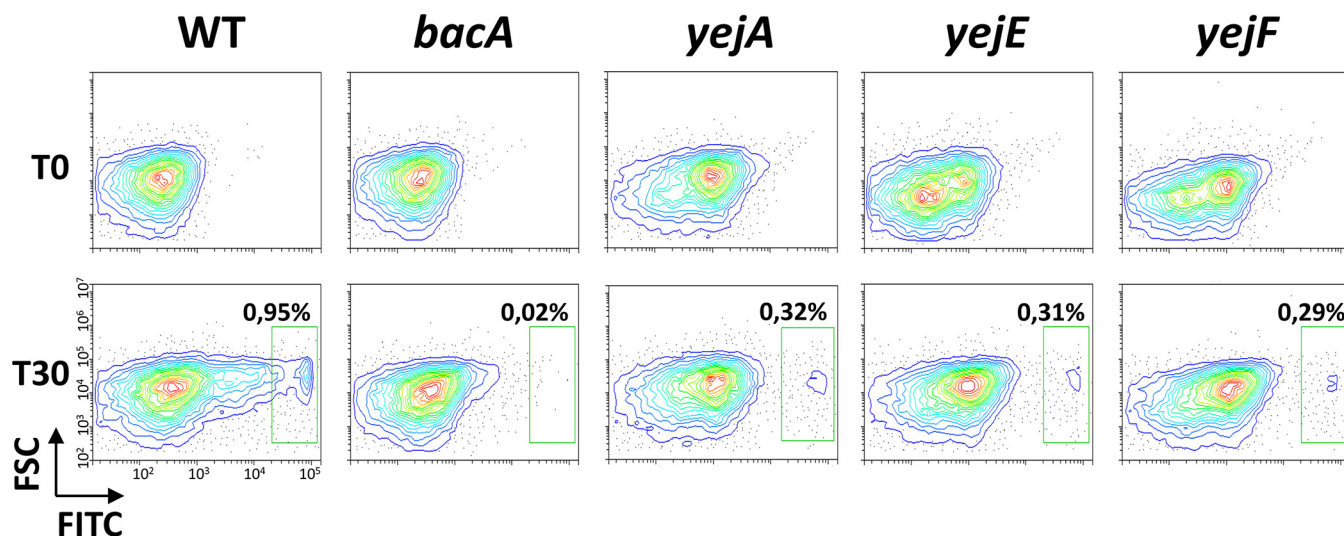 WT bacA yejA yejE yejF
T0
T30
0,95% 0,02% 0,32% 0,31% 0,29%
10⁷
10⁶
10⁵
10⁴
10³
10²
10² 10³ 10⁴ 10⁵
FSC
FITC